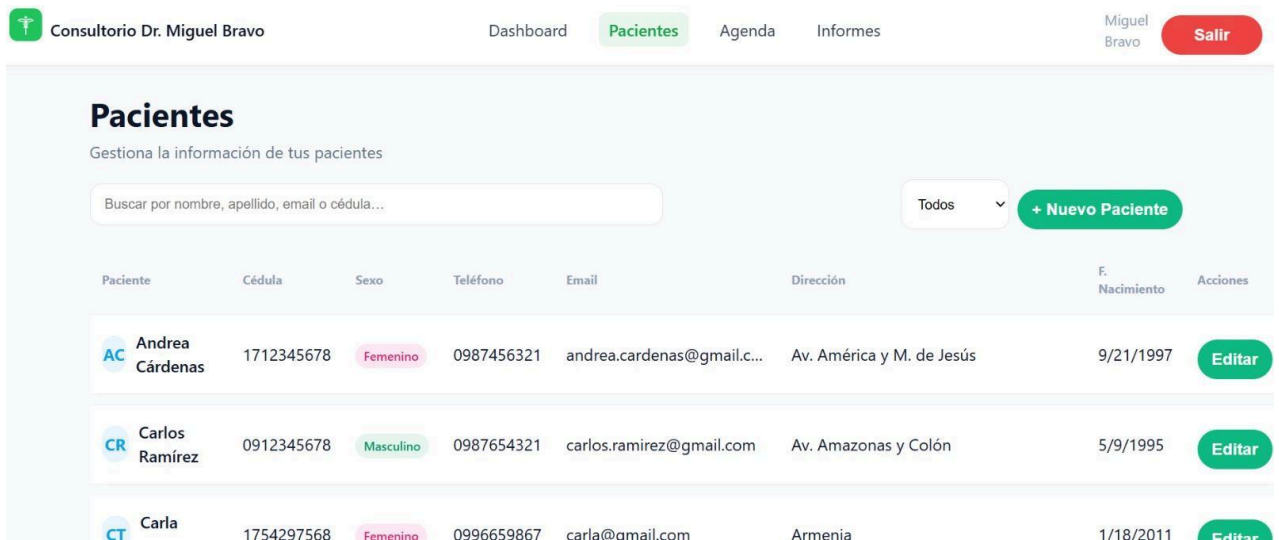 Consultorio Dr. Miguel Bravo
Dashboard
Pacientes
Agenda
Informes
Miguel
Bravo
Salir
Pacientes
Gestiona la información de tus pacientes
Buscar por nombre, apellido, email o cédula...
Todos
+ Nuevo Paciente
Paciente Cédula Sexo Teléfono Email Dirección F. Nacimiento Acciones
AC Andrea Cárdenas 1712345678 Femenino 0987456321 andrea.cardenas@gmail.c... Av. América y M. de Jesús 9/21/1997 Editar
CR Carlos Ramírez 0912345678 Masculino 0987654321 carlos.ramirez@gmail.com Av. Amazonas y Colón 5/9/1995 Editar
CT Carla 1754297568 Femenino 0996659867 carla@gmail.com Armenia 1/18/2011 Editar